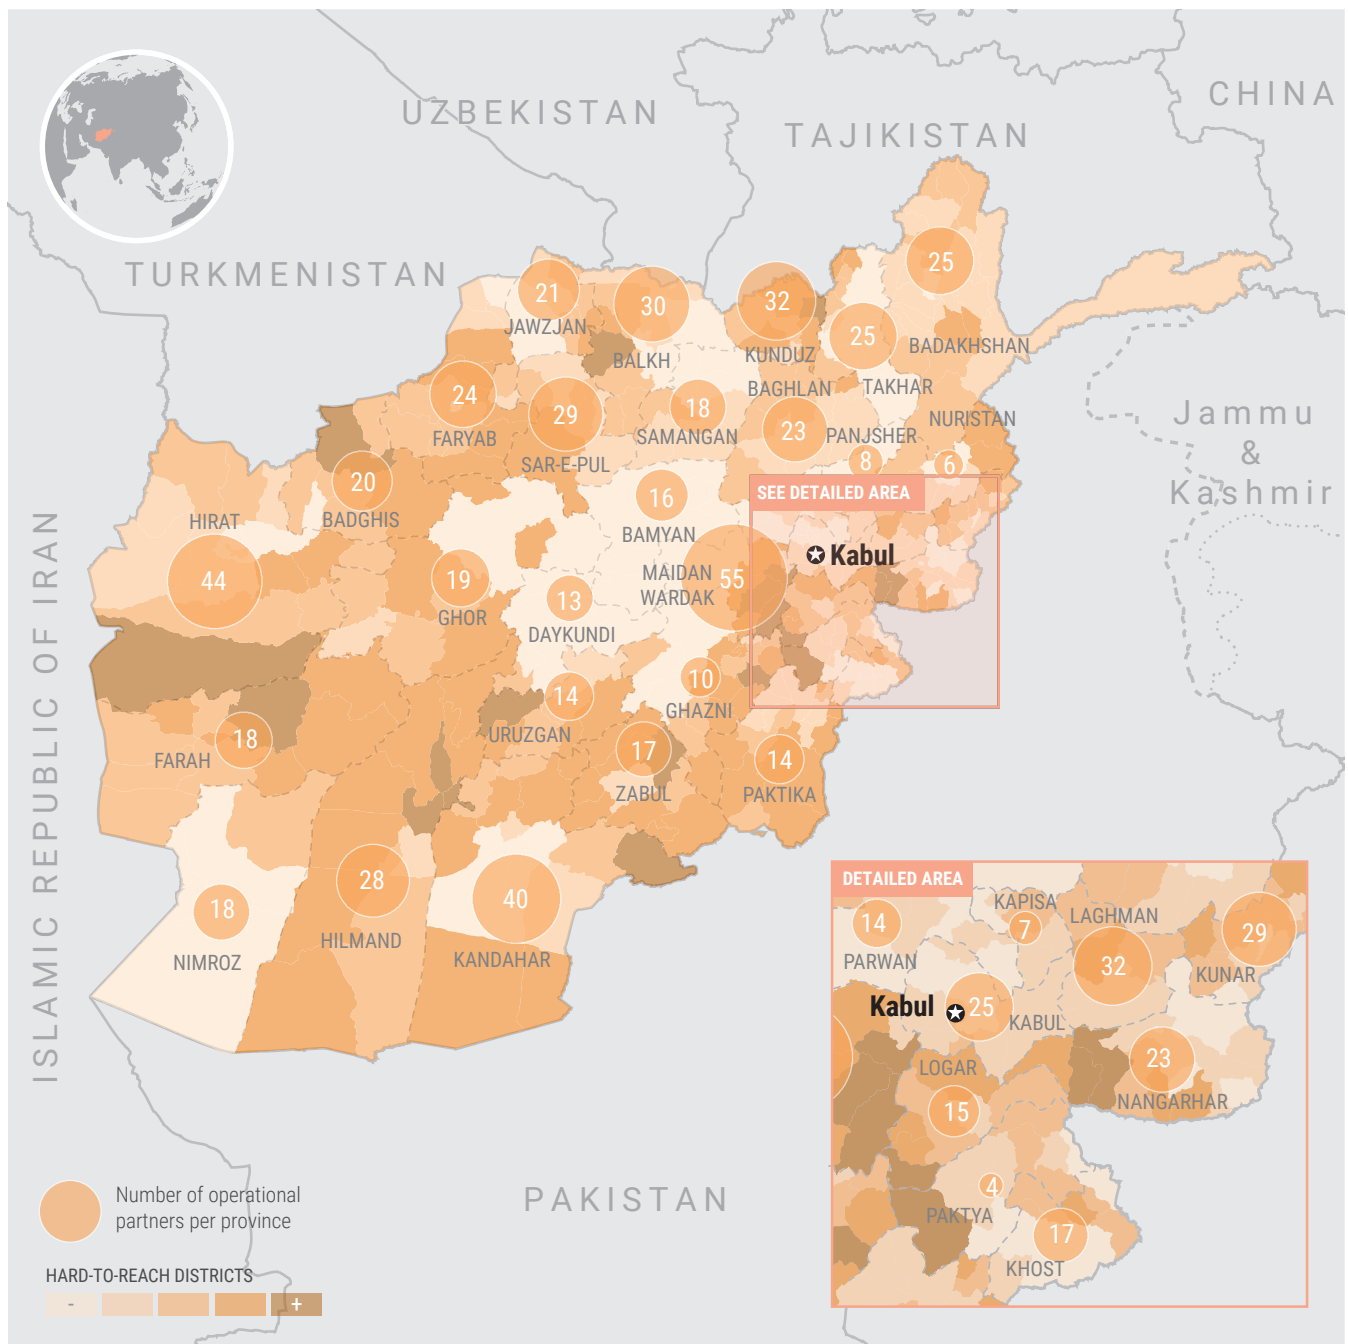 UZBEKISTAN
CHINA
TAJIKISTAN
TURKMENISTAN
25
21
JAWZJAN
30
BALKH
32
KUNDUZ
25
TAKHAR
BADAKHSHAN
24
FARYAB
29
SAR-E-PUL
18
SAMANGAN
BAGHLAN
23
PANJSHER
8
NURISTAN
6
Jammu
&
Kashmir
20
BADGHIS
HIRAT
44
16
BAMYAN
SEE DETAILED AREA
Kabul
MAIDAN
WARDAK
55
19
GHOR
13
DAYKUNDI
10
GHAZNI
14
URUZGAN
18
FARAH
17
ZABUL
14
PAKTIKA
ISLAMIC REPUBLIC OF IRAN
28
HILMAND
40
KANDAHAR
18
NIMROZ
DETAILED AREA
14
PARWAN
KAPISA
7
LAGHMAN
32
29
KUNAR
Kabul
25
KABUL
LOGAR
15
23
NANGARHAR
4
PAKTYA
17
KHOST
PAKISTAN
Number of operational
partners per province
HARD-TO-REACH DISTRICTS
- +